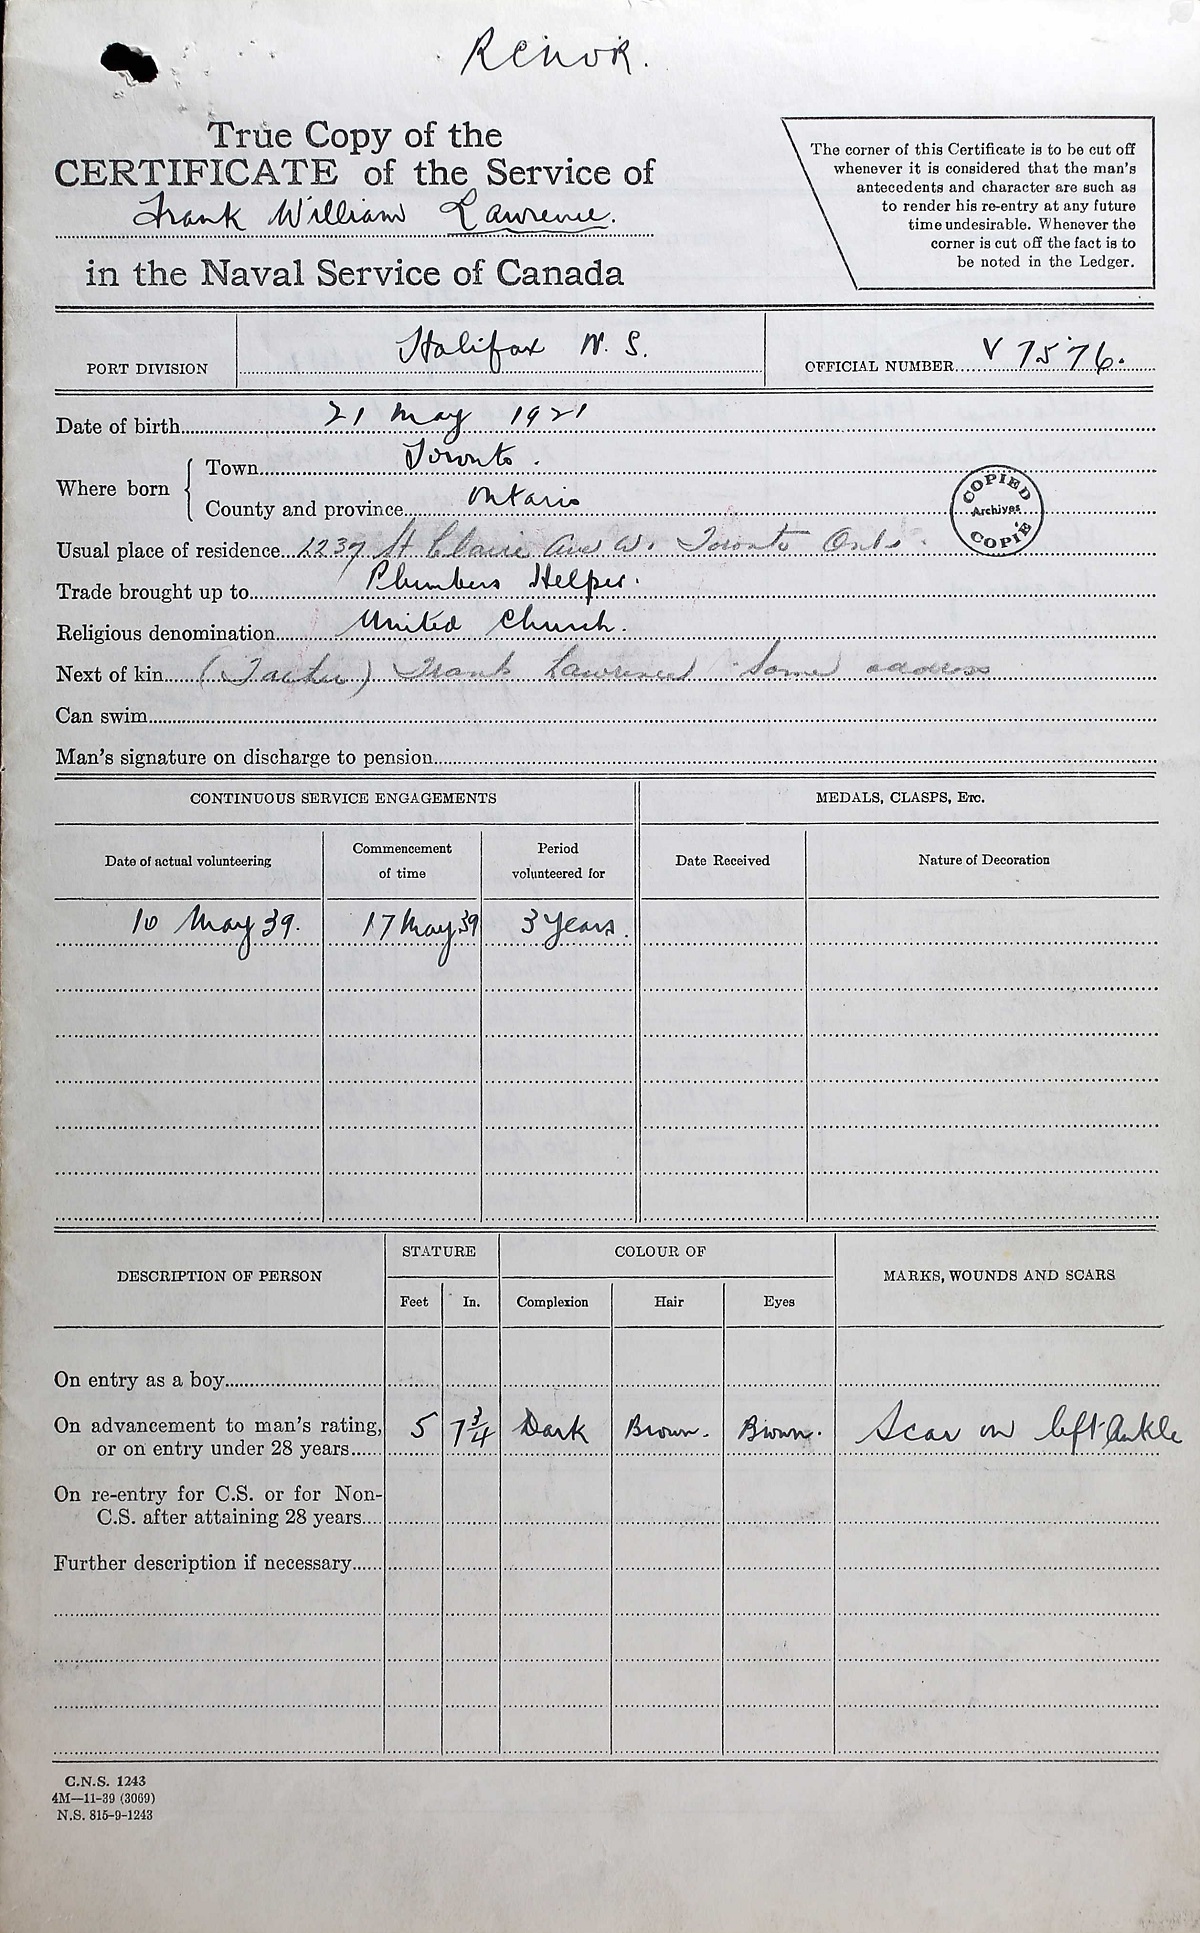 RCNVR.
True Copy of the
CERTIFICATE of the Service of
Frank William Lawrence.
in the Naval Service of Canada
The corner of this Certificate is to be cut off
whenever it is considered that the man's
antecedents and character are such as
to render his re-entry at any future
time undesirable. Whenever the
corner is cut off the fact is to
be noted in the Ledger.
PORT DIVISION Halifax N. S. OFFICIAL NUMBER V 7576.
Date of birth 21 May 1921
Where born Town Toronto.
County and province Ontario
COPIED
Archives
COPIÉ
Usual place of residence 1237 St Claire Ave W. Toronto Ont.
Trade brought up to Plumbers Helper.
Religious denomination United Church.
Next of kin (Father) Frank Lawrence Same address
Can swim
Man's signature on discharge to pension
CONTINUOUS SERVICE ENGAGEMENTS MEDALS, CLASPS, Etc.
Date of actual volunteering Commencement of time Period volunteered for Date Received Nature of Decoration
10 May 39. 17 May 39 3 Years.
DESCRIPTION OF PERSON STATURE COLOUR OF MARKS, WOUNDS AND SCARS
Feet In. Complexion Hair Eyes
On entry as a boy
On advancement to man's rating,
or on entry under 28 years 5 7 3/4 Dark Brown. Brown. Scar on left Ankle
On re-entry for C.S. or for Non-
C.S. after attaining 28 years
Further description if necessary
C.N.S. 1243
4M—11-39 (3069)
N.S. 815-9-1243